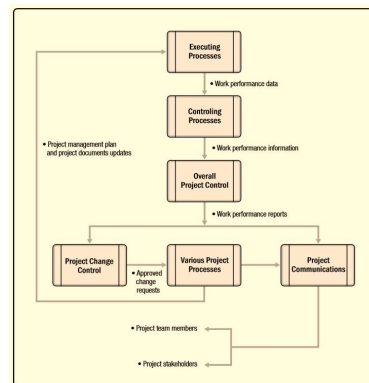 Executing
Processes
• Work performance data
Controling
Processes
• Project management plan
and project documents updates
• Work performance information
Overall
Project Control
• Work performance reports
Project Change
Control
• Approved
change
requests
Various Project
Processes
Project
Communications
• Project team members
• Project stakeholders